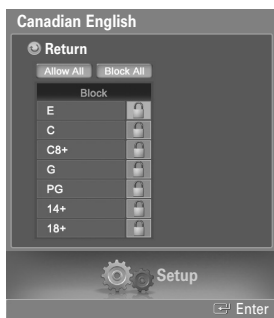 Canadian English
Return
Allow All Block All
Block
E
C
C8+
G
PG
14+
18+
Setup
Enter